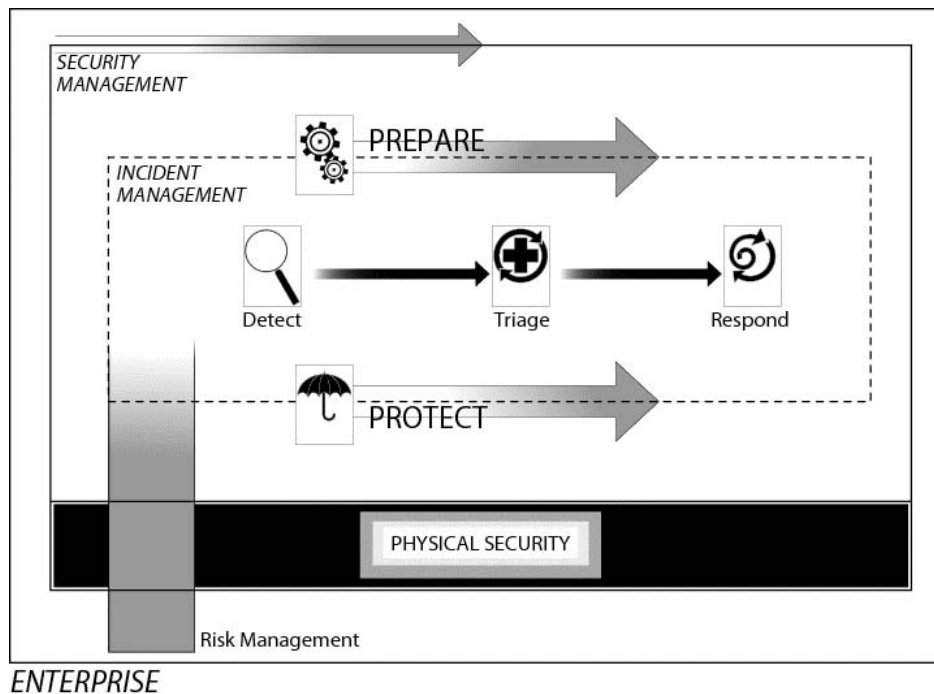 SECURITY
MANAGEMENT
PREPARE
INCIDENT
MANAGEMENT
Detect
Triage
Respond
PROTECT
PHYSICAL SECURITY
Risk Management
ENTERPRISE